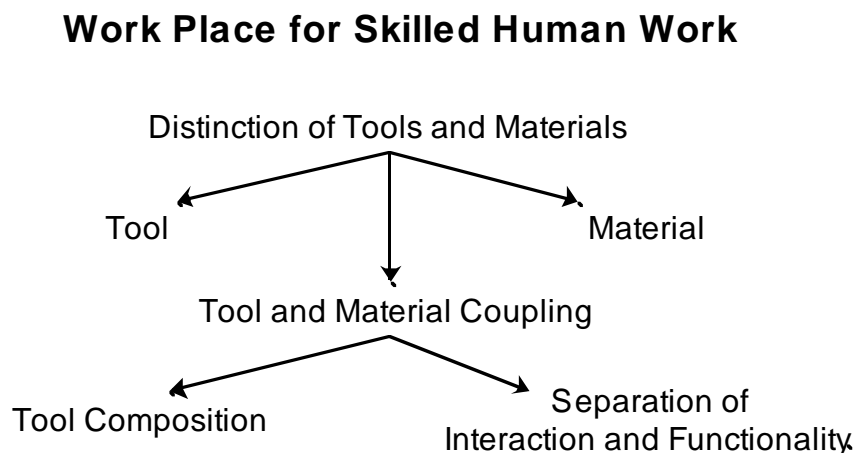 Work Place for Skilled Human Work
Distinction of Tools and Materials
Tool
Material
Tool and Material Coupling
Tool Composition
Separation of
Interaction and Functionality